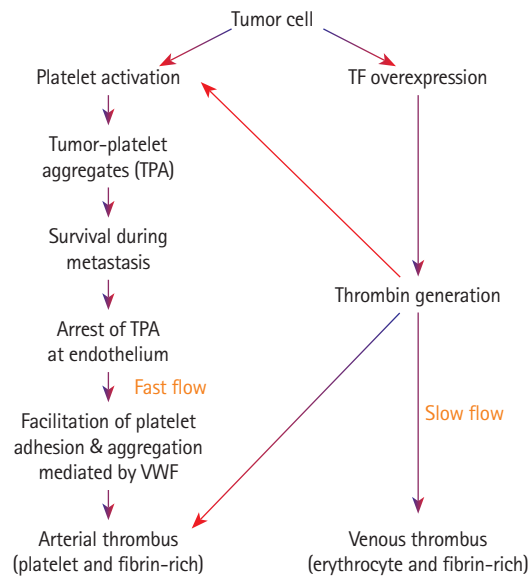 Tumor cell
Platelet activation
TF overexpression
Tumor-platelet
aggregates (TPA)
Survival during
metastasis
Thrombin generation
Arrest of TPA
at endothelium
Fast flow
Slow flow
Facilitation of platelet
adhesion & aggregation
mediated by VWF
Arterial thrombus
(platelet and fibrin-rich)
Venous thrombus
(erythrocyte and fibrin-rich)